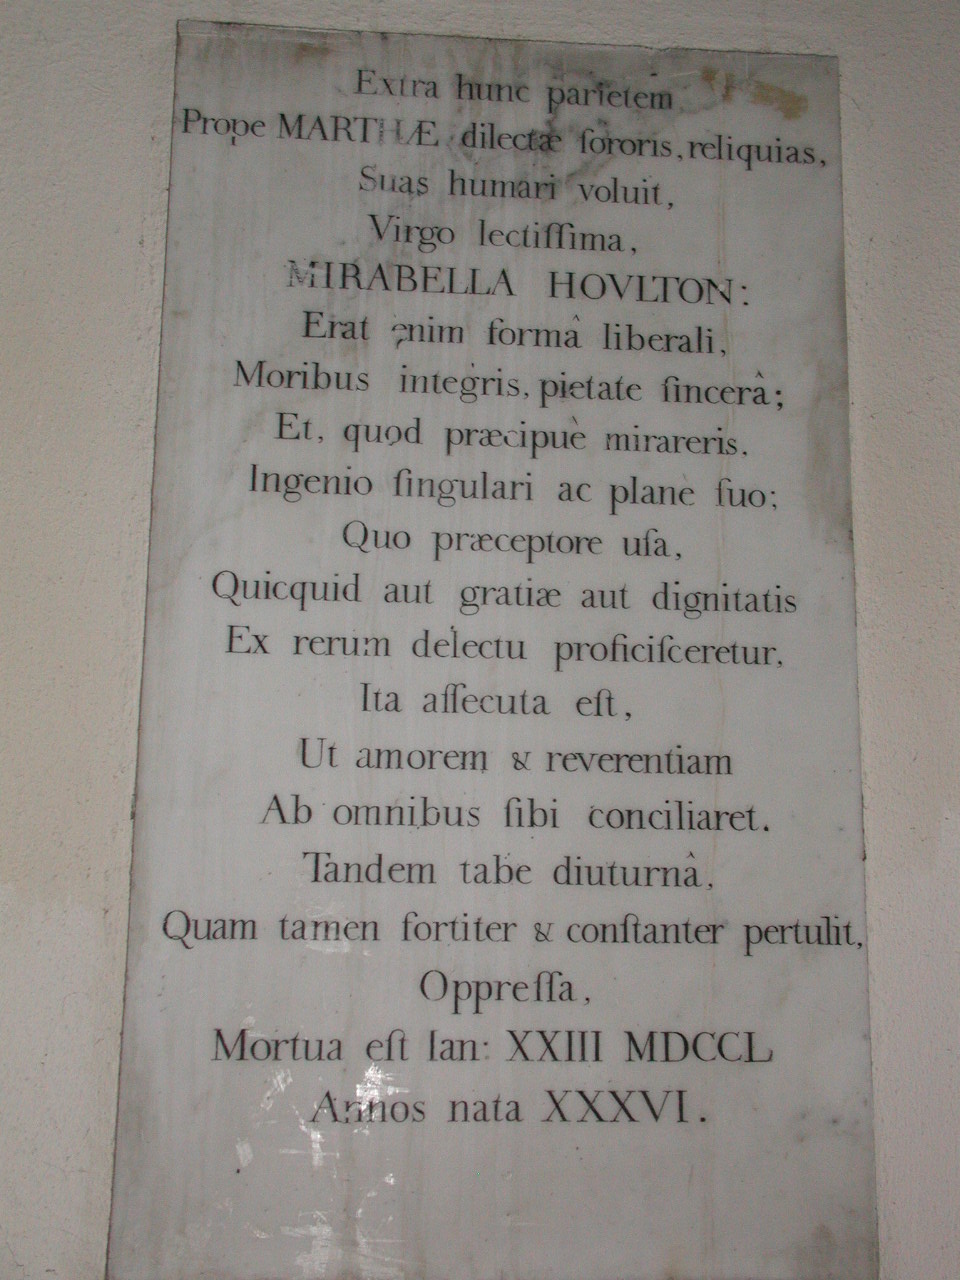 Extra hunc parietem
Prope MARTHÆ dilectæ ſororis, reliquias,
Suas humari voluit,
Virgo lectiſſima,
MIRABELLA HOVLTON:
Erat enim formâ liberali,
Moribus integris, pietate ſincerâ;
Et, quod præcipuè mirareris,
Ingenio ſingulari ac planè ſuo;
Quo præceptore uſa,
Quicquid aut gratiæ aut dignitatis
Ex rerum delectu proficiſceretur,
Ita aſſecuta eſt,
Ut amorem & reverentiam
Ab omnibus ſibi conciliaret.
Tandem tabe diuturnâ,
Quam tamen fortiter & conſtanter pertulit,
Oppreſſa,
Mortua eſt Ian: XXIII MDCCL
Annos nata XXXVI.